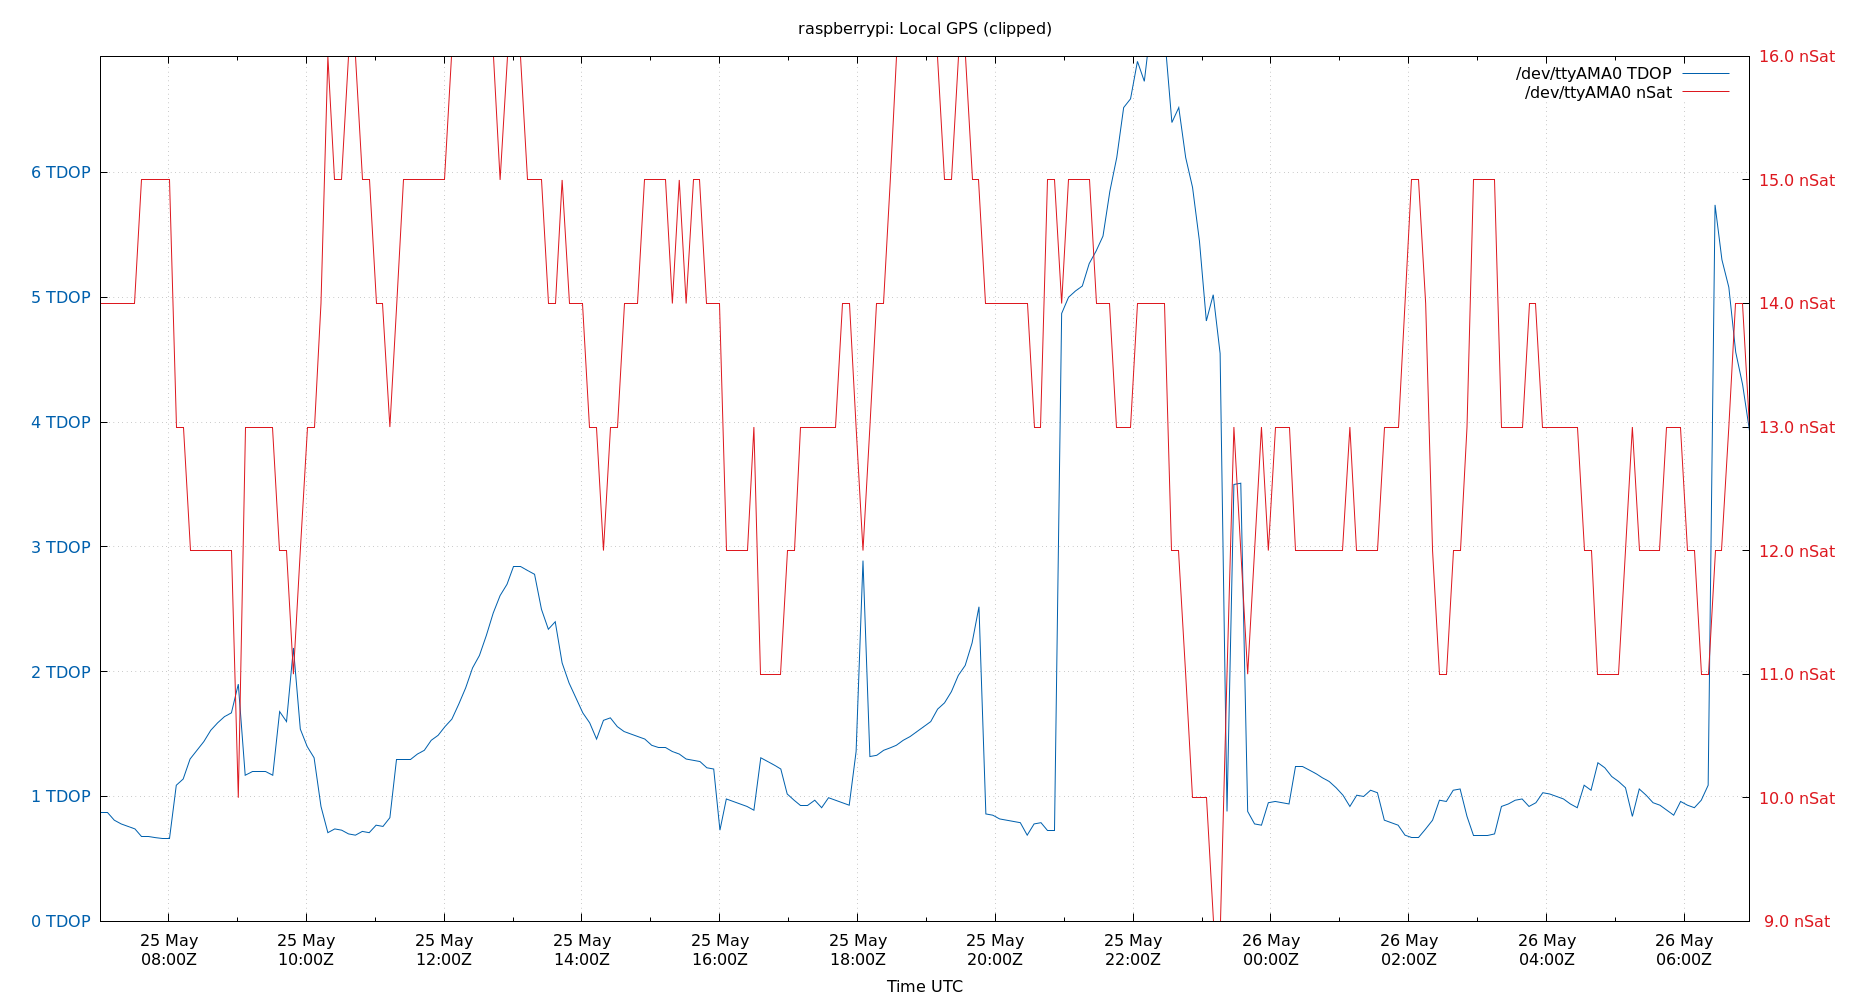 raspberrypi: Local GPS (clipped)
/dev/ttyAMA0 TDOP
/dev/ttyAMA0 nSat
6 TDOP
5 TDOP
4 TDOP
3 TDOP
2 TDOP
1 TDOP
0 TDOP
16.0 nSat
15.0 nSat
14.0 nSat
13.0 nSat
12.0 nSat
11.0 nSat
10.0 nSat
9.0 nSat
25 May
08:00Z
25 May
10:00Z
25 May
12:00Z
25 May
14:00Z
25 May
16:00Z
25 May
18:00Z
25 May
20:00Z
25 May
22:00Z
26 May
00:00Z
26 May
02:00Z
26 May
04:00Z
26 May
06:00Z
Time UTC